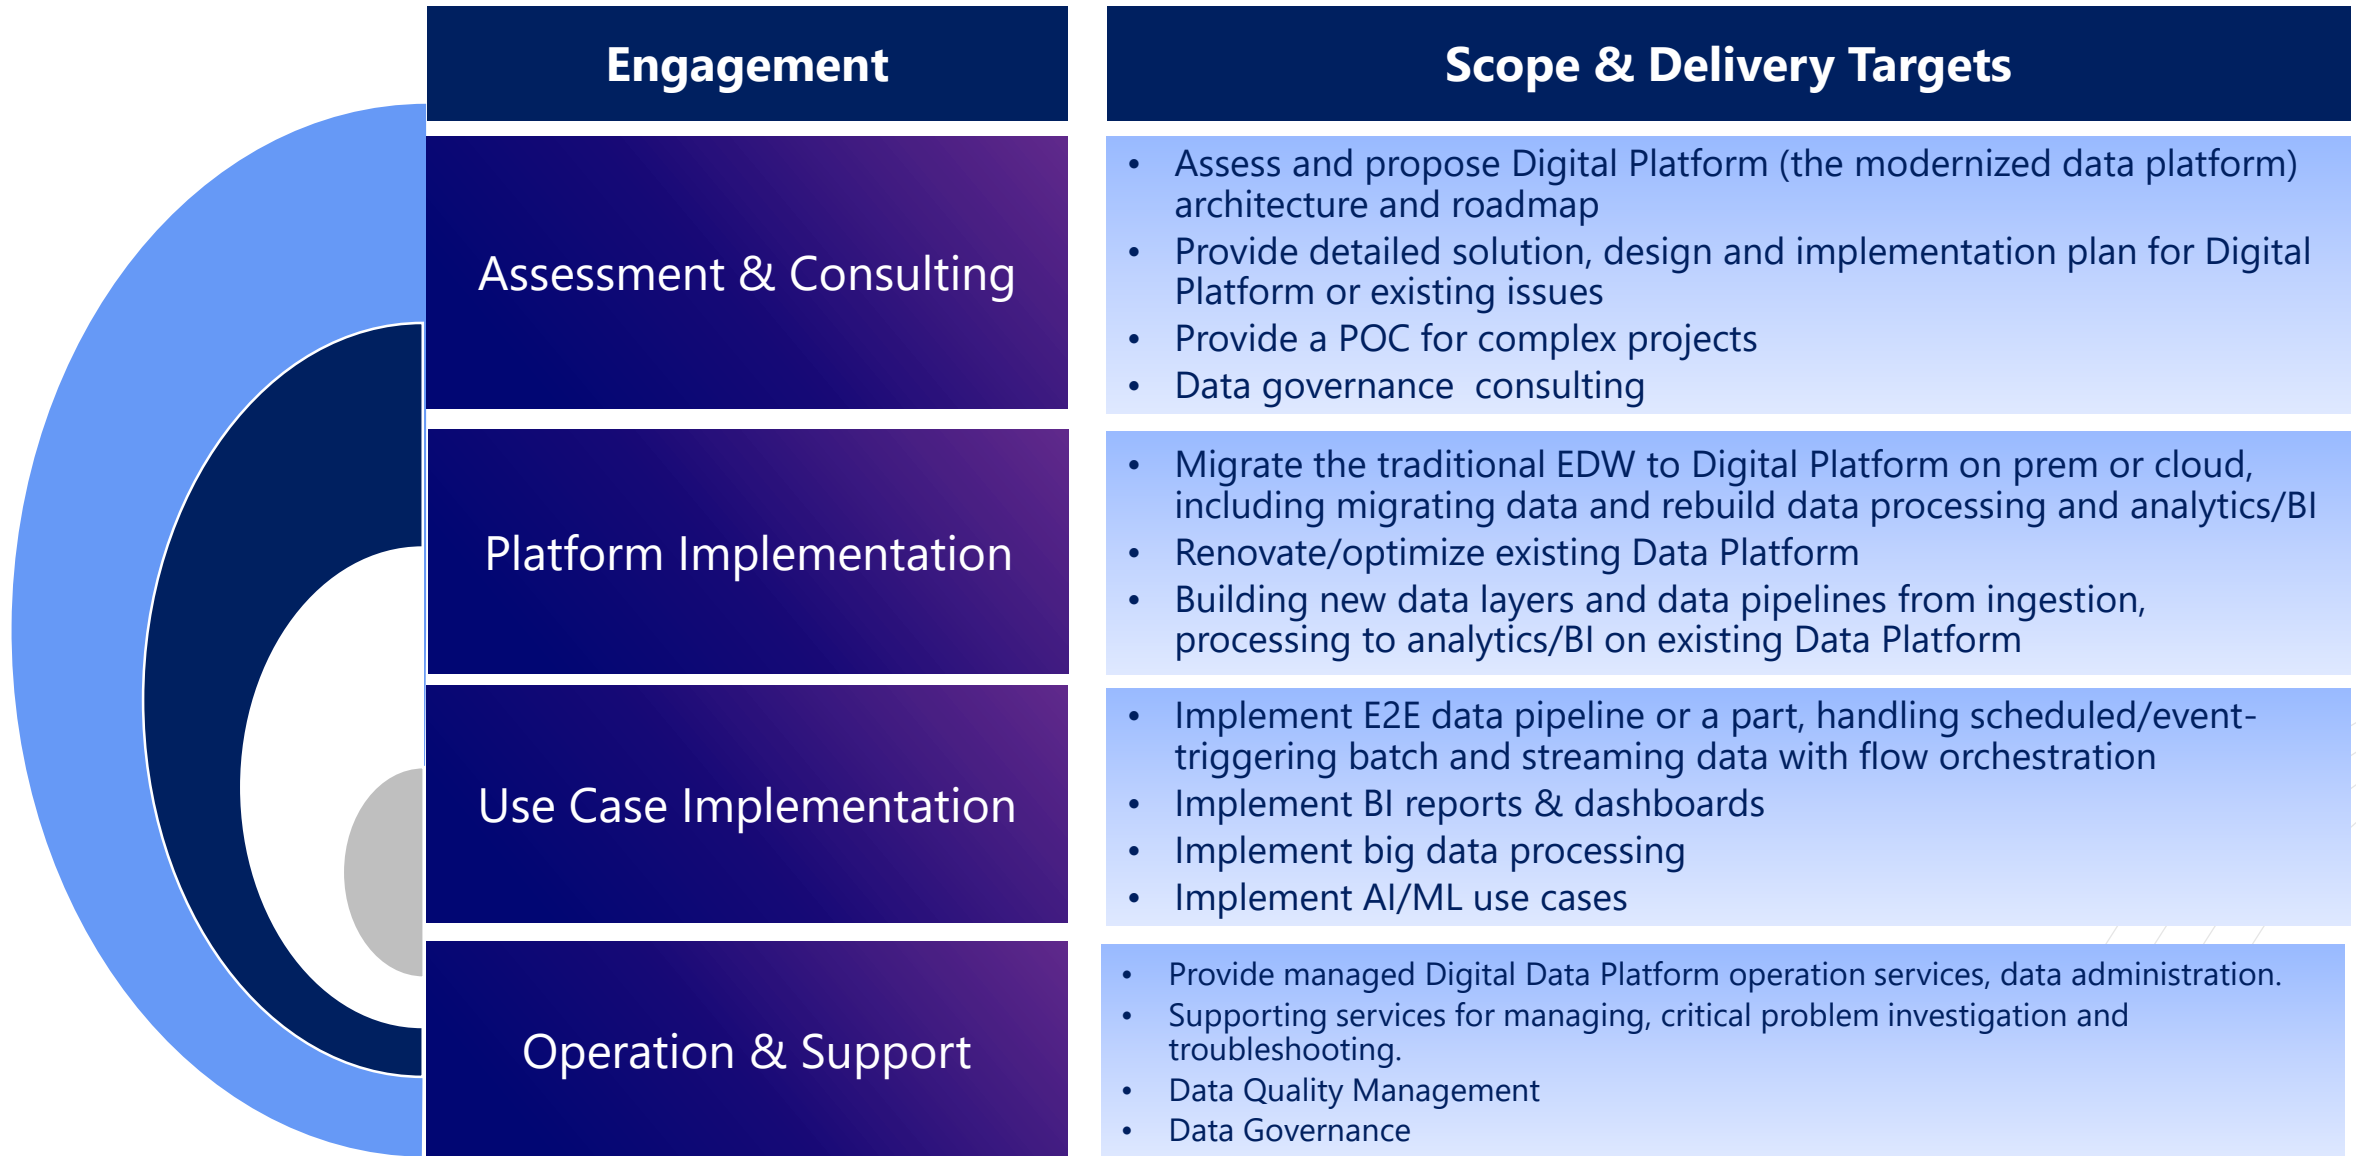 Engagement
Scope & Delivery Targets
Assessment & Consulting
• Assess and propose Digital Platform (the modernized data platform)
architecture and roadmap
• Provide detailed solution, design and implementation plan for Digital
Platform or existing issues
• Provide a POC for complex projects
• Data governance  consulting
Platform Implementation
• Migrate the traditional EDW to Digital Platform on prem or cloud,
including migrating data and rebuild data processing and analytics/BI
• Renovate/optimize existing Data Platform
• Building new data layers and data pipelines from ingestion,
processing to analytics/BI on existing Data Platform
Use Case Implementation
• Implement E2E data pipeline or a part, handling scheduled/event-
triggering batch and streaming data with flow orchestration
• Implement BI reports & dashboards
• Implement big data processing
• Implement AI/ML use cases
Operation & Support
• Provide managed Digital Data Platform operation services, data administration.
• Supporting services for managing, critical problem investigation and
troubleshooting.
• Data Quality Management
• Data Governance